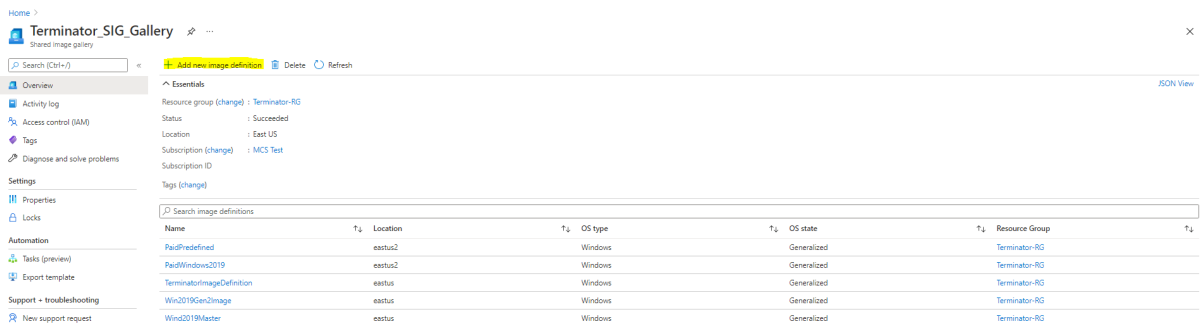 Home >
Terminator_SIG_Gallery ...
Shared image gallery
Search (Ctrl+/) «
Overview
Activity log
Access control (IAM)
Tags
Diagnose and solve problems
Settings
Properties
Locks
Automation
Tasks (preview)
Export template
Support + troubleshooting
New support request
+ Add new image definition Delete Refresh
Essentials JSON View
Resource group (change) : Terminator-RG
Status : Succeeded
Location : East US
Subscription (change) : MCS Test
Subscription ID
Tags (change)
Search image definitions
Name ↑↓ Location ↑↓ OS type ↑↓ OS state ↑↓ Resource Group ↑↓
PaidPredefined eastus2 Windows Generalized Terminator-RG
PaidWindows2019 eastus2 Windows Generalized Terminator-RG
TerminatorImageDefinition eastus Windows Generalized Terminator-RG
Win2019Gen2Image eastus Windows Generalized Terminator-RG
Wind2019Master eastus Windows Generalized Terminator-RG